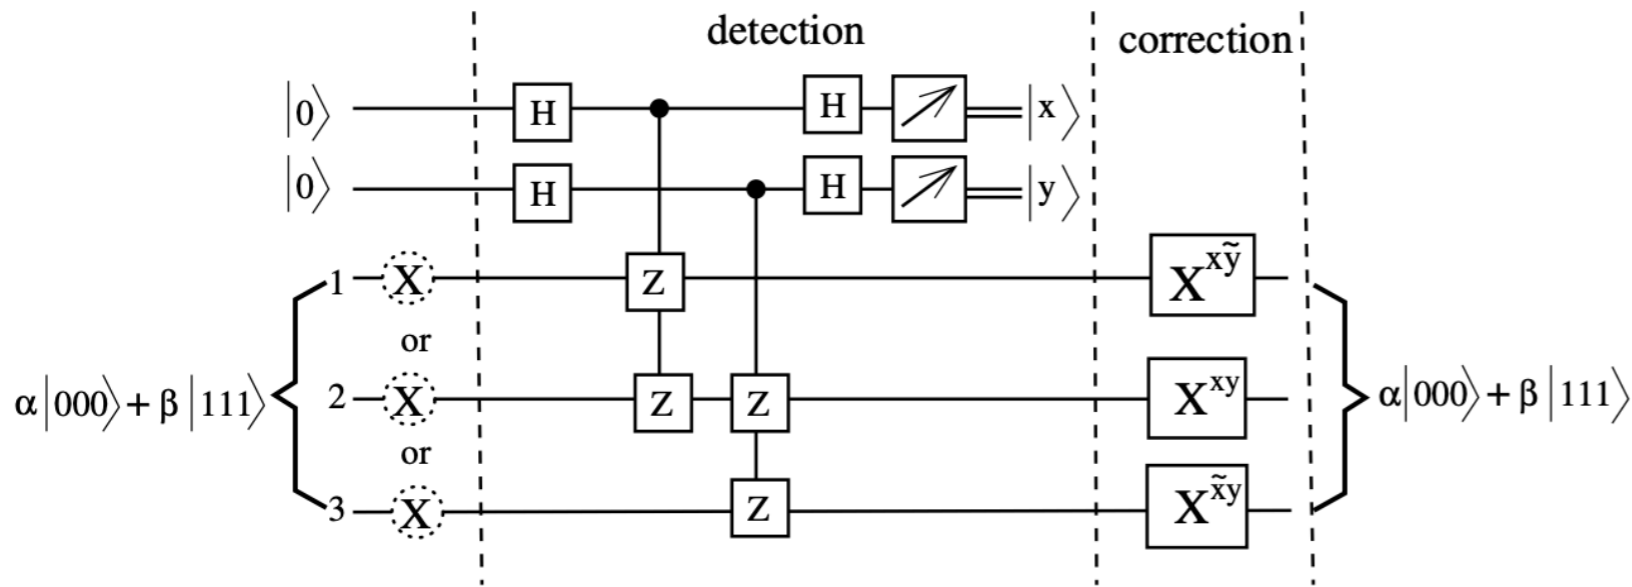 detection
correction
|0⟩ H H |x⟩
|0⟩ H H |y⟩
1 X Z X^{xỹ}
or
α|000⟩ + β|111⟩ 2 X Z Z X^{xy} α|000⟩ + β|111⟩
or
3 X Z X^{x̃y}